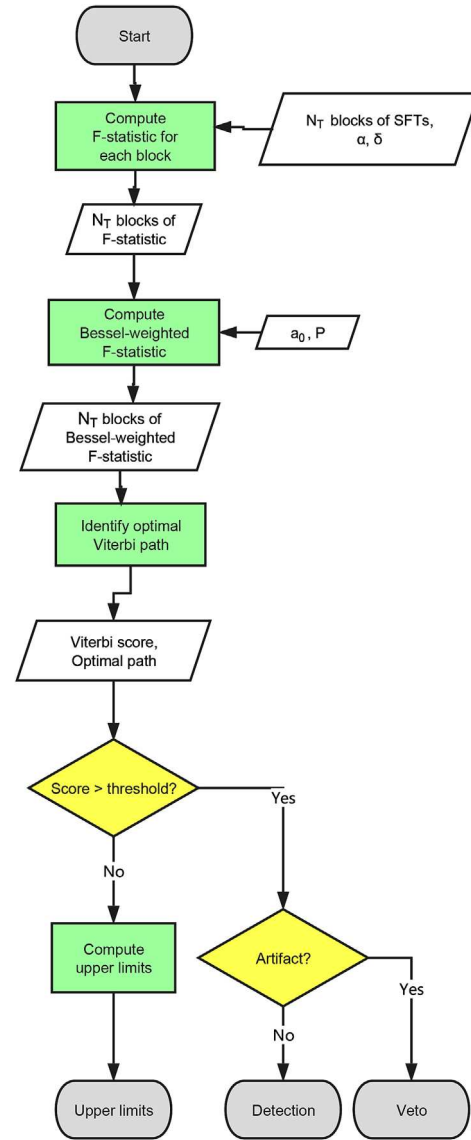 Start
Compute
F-statistic for
each block
N_T blocks of SFTs,
α, δ
N_T blocks of
F-statistic
Compute
Bessel-weighted
F-statistic
a₀, P
N_T blocks of
Bessel-weighted
F-statistic
Identify optimal
Viterbi path
Viterbi score,
Optimal path
Score > threshold?
Yes
No
Compute
upper limits
Artifact?
Yes
No
Upper limits
Detection
Veto